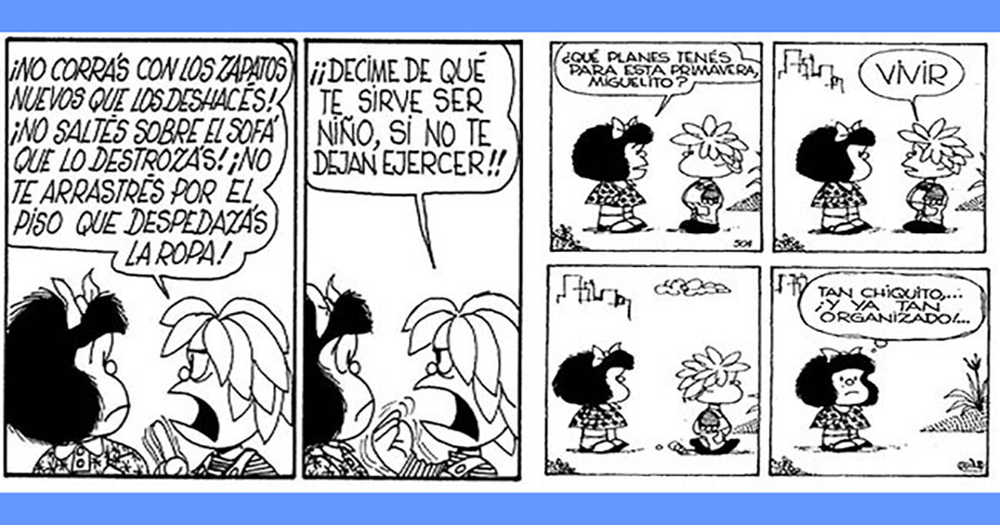 ¡NO CORRÁS CON LOS ZAPATOS
NUEVOS QUE LOS DESHACÉS!
¡NO SALTÉS SOBRE EL SOFÁ
QUE LO DESTROZÁS! ¡NO
TE ARRASTRÉS POR EL
PISO QUE DESPEDAZÁS
LA ROPA!
¡¡DECIME DE QUÉ
TE SIRVE SER
NIÑO, SI NO TE
DEJAN EJERCER!!
¿QUÉ PLANES TENÉS
PARA ESTA PRIMAVERA,
MIGUELITO?
504
VIVIR
TAN CHIQUITO,...
¡Y YA TAN
ORGANIZADO!...